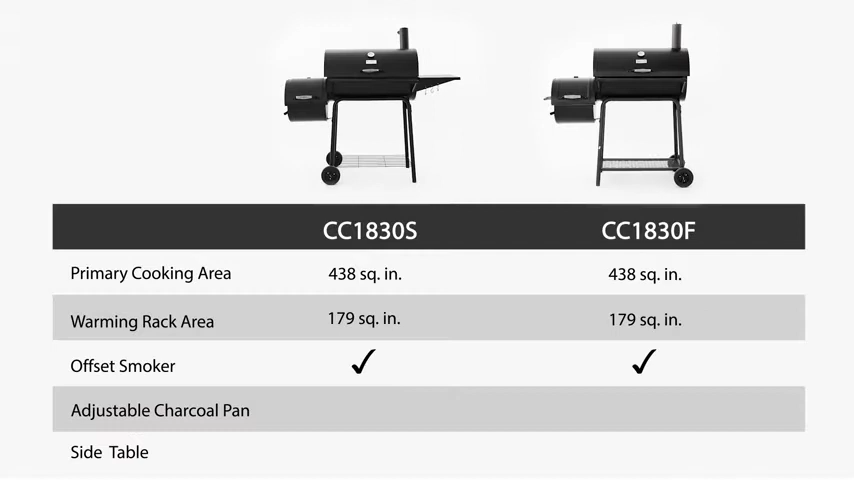 CC1830S CC1830F
Primary Cooking Area 438 sq. in. 438 sq. in.
Warming Rack Area 179 sq. in. 179 sq. in.
Offset Smoker ✓ ✓
Adjustable Charcoal Pan
Side Table